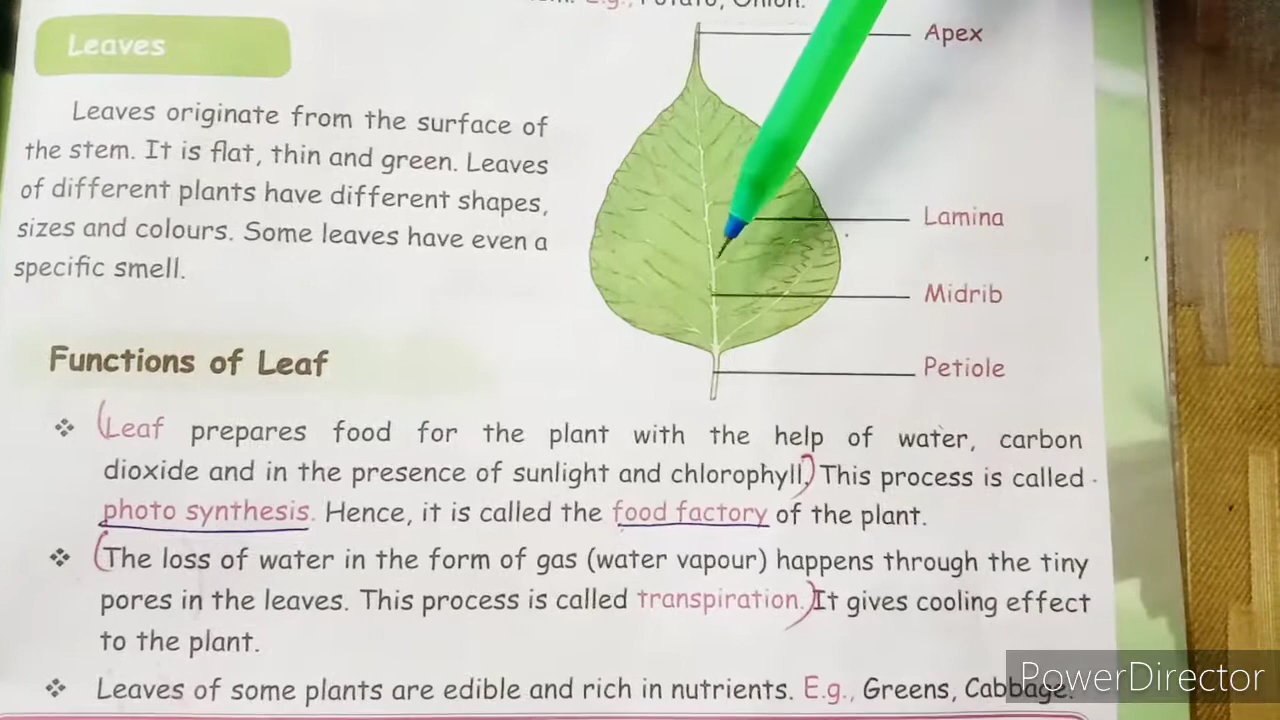 E.g., Potato, Onion.
Leaves
Apex
Leaves originate from the surface of
the stem. It is flat, thin and green. Leaves
of different plants have different shapes,
sizes and colours. Some leaves have even a
specific smell.
Lamina
Midrib
Petiole
Functions of Leaf
Leaf prepares food for the plant with the help of water, carbon
dioxide and in the presence of sunlight and chlorophyll. This process is called
photo synthesis. Hence, it is called the food factory of the plant.
The loss of water in the form of gas (water vapour) happens through the tiny
pores in the leaves. This process is called transpiration. It gives cooling effect
to the plant.
Leaves of some plants are edible and rich in nutrients. E.g., Greens, Cabbage.
PowerDirector